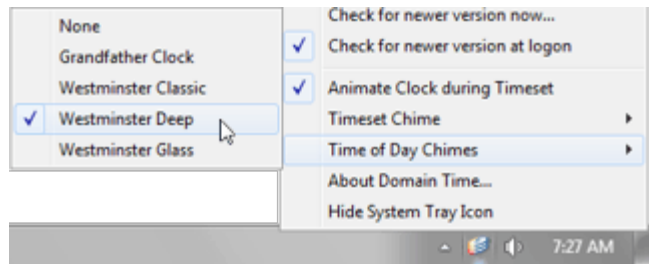 None
Grandfather Clock
Westminster Classic
Westminster Deep
Westminster Glass
Check for newer version now...
Check for newer version at logon
Animate Clock during Timeset
Timeset Chime
Time of Day Chimes
About Domain Time...
Hide System Tray Icon
7:27 AM